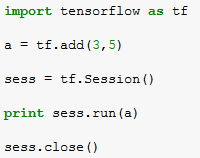 import tensorflow as tf
a = tf.add(3,5)
sess = tf.Session()
print sess.run(a)
sess.close()